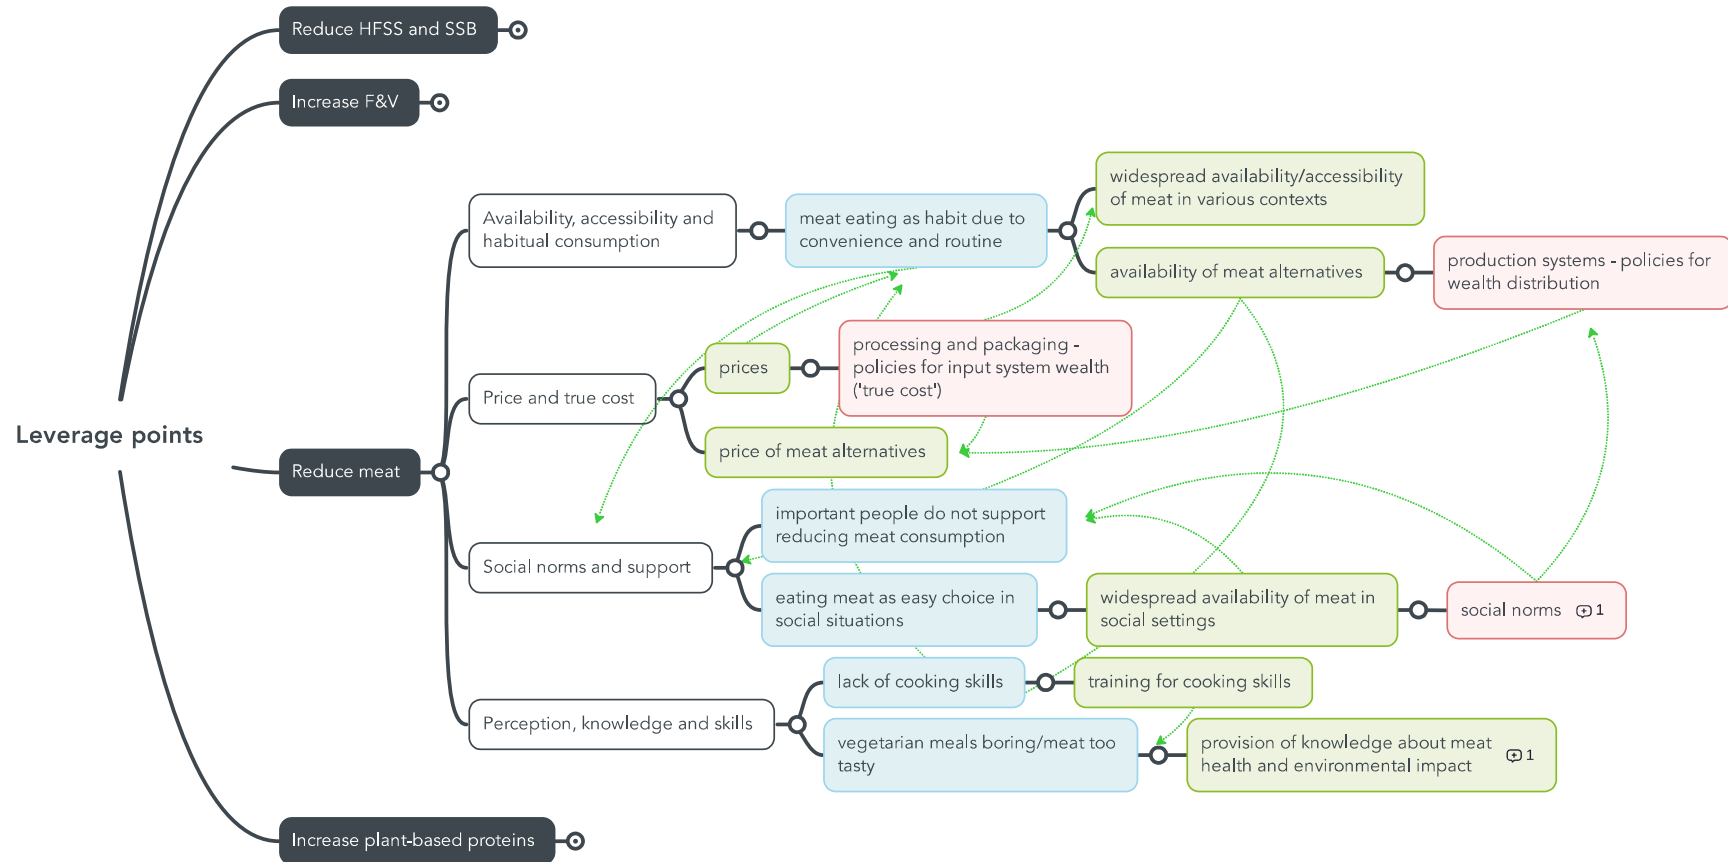 Reduce HFSS and SSB
Increase F&V
widespread availability/accessibility
of meat in various contexts
Availability, accessibility and
habitual consumption
meat eating as habit due to
convenience and routine
availability of meat alternatives
production systems - policies for
wealth distribution
prices
processing and packaging -
policies for input system wealth
('true cost')
Price and true cost
price of meat alternatives
Leverage points
Reduce meat
important people do not support
reducing meat consumption
Social norms and support
eating meat as easy choice in
social situations
widespread availability of meat in
social settings
social norms 1
lack of cooking skills
training for cooking skills
Perception, knowledge and skills
vegetarian meals boring/meat too
tasty
provision of knowledge about meat
health and environmental impact 1
Increase plant-based proteins